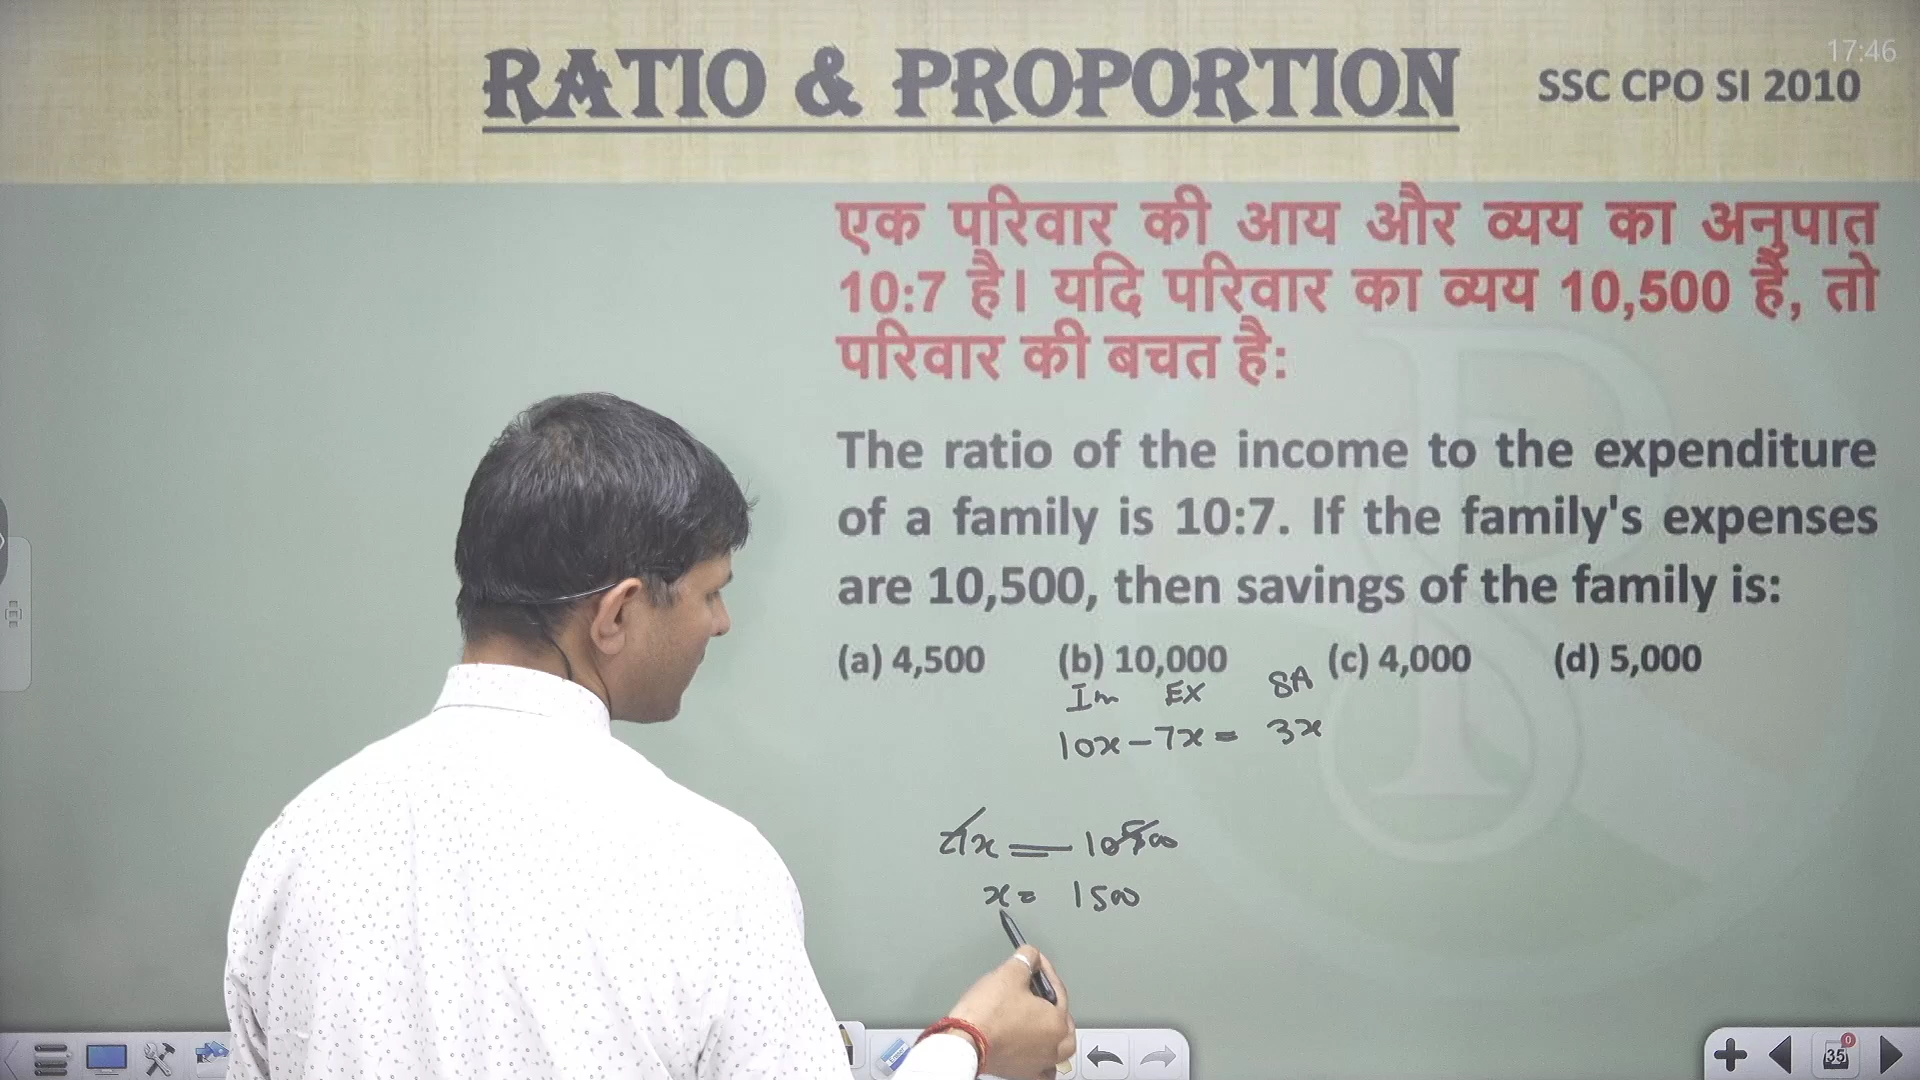 17:46
RATIO & PROPORTION
SSC CPO SI 2010
एक परिवार की आय और व्यय का अनुपात
10:7 है। यदि परिवार का व्यय 10,500 है, तो
परिवार की बचत है:
The ratio of the income to the expenditure
of a family is 10:7. If the family's expenses
are 10,500, then savings of the family is:
(a) 4,500 (b) 10,000 (c) 4,000 (d) 5,000
In EX SA
10x-7x= 3x
7x = 10500
x= 1500
35 0